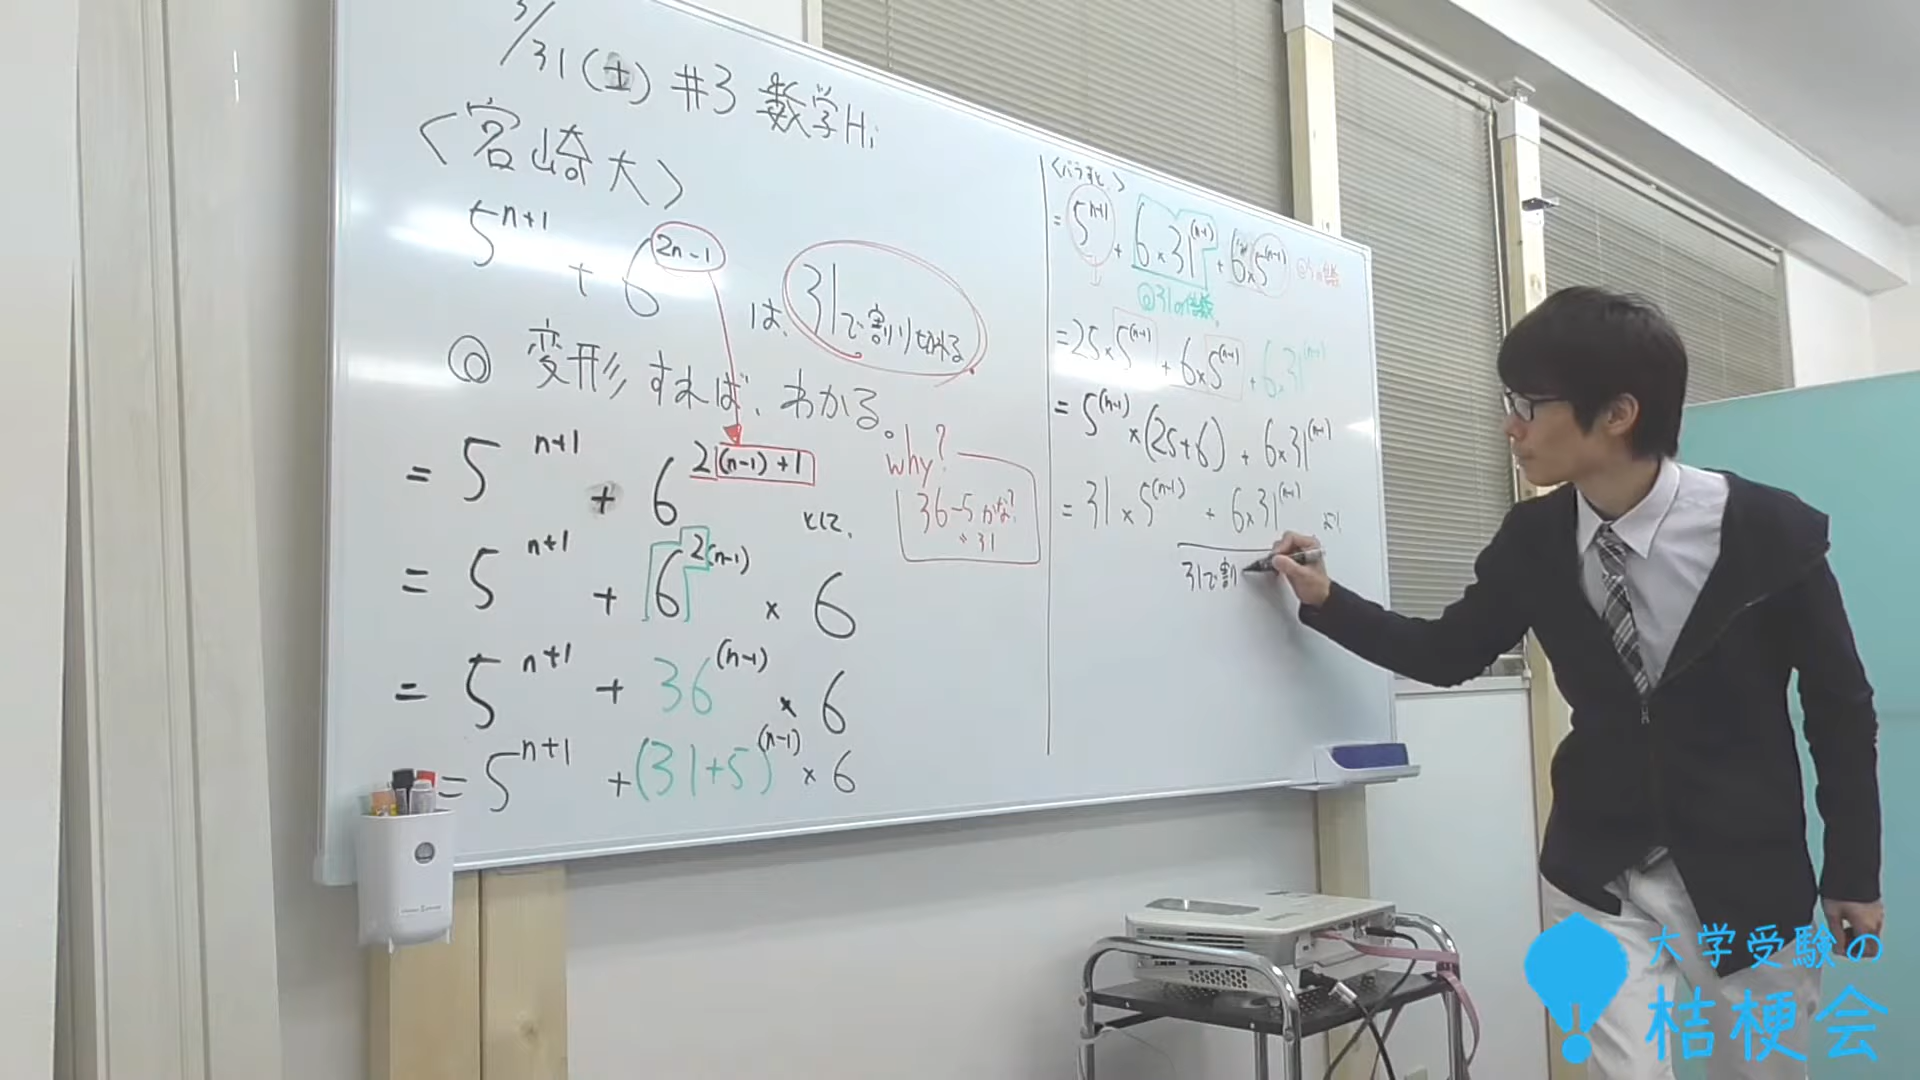 3/31(土) #3 数学Hi
<宮崎大>
5^{n+1} + 6^{2n-1} は、31で割り切れる
◎ 変形すれば、わかる。
= 5^{n+1} + 6^{2(n-1)+1}
why?
36-5かな?
= 31
とにに、
= 5^{n+1} + 6^{2(n-1)} × 6
= 5^{n+1} + 36^{(n-1)} × 6
= 5^{n+1} + (31+5)^{(n-1)} × 6
<バラすと、>
= 5^{n+1} + 6×31^{(n-1)} + 6×5^{(n-1)}
◎31の倍数、
= 25×5^{(n-1)} + 6×5^{(n-1)} + 6×31^{(n-1)}
= 5^{(n-1)} ×(25+6) + 6×31^{(n-1)}
= 31×5^{(n-1)} + 6×31^{(n-1)}
31で割
大学受験の
桔梗会